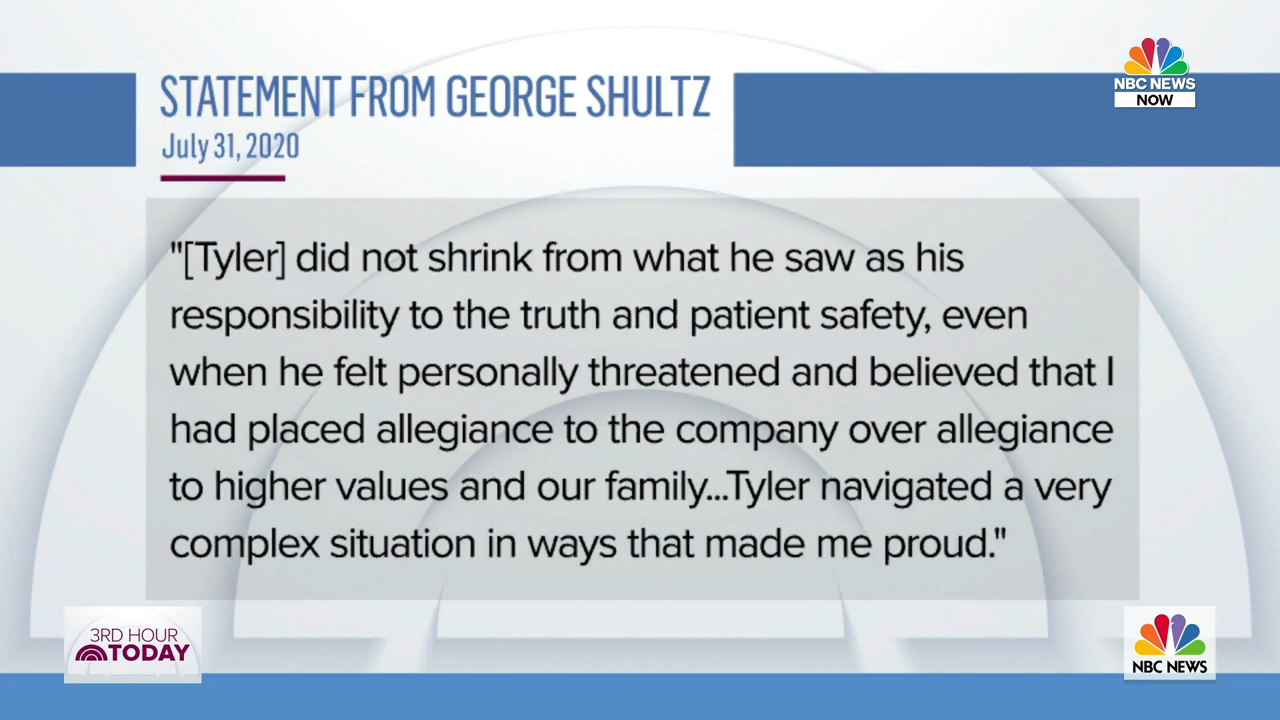 STATEMENT FROM GEORGE SHULTZ
July 31, 2020
NBC NEWS
NOW
"[Tyler] did not shrink from what he saw as his
responsibility to the truth and patient safety, even
when he felt personally threatened and believed that I
had placed allegiance to the company over allegiance
to higher values and our family...Tyler navigated a very
complex situation in ways that made me proud."
3RD HOUR
TODAY
NBC NEWS